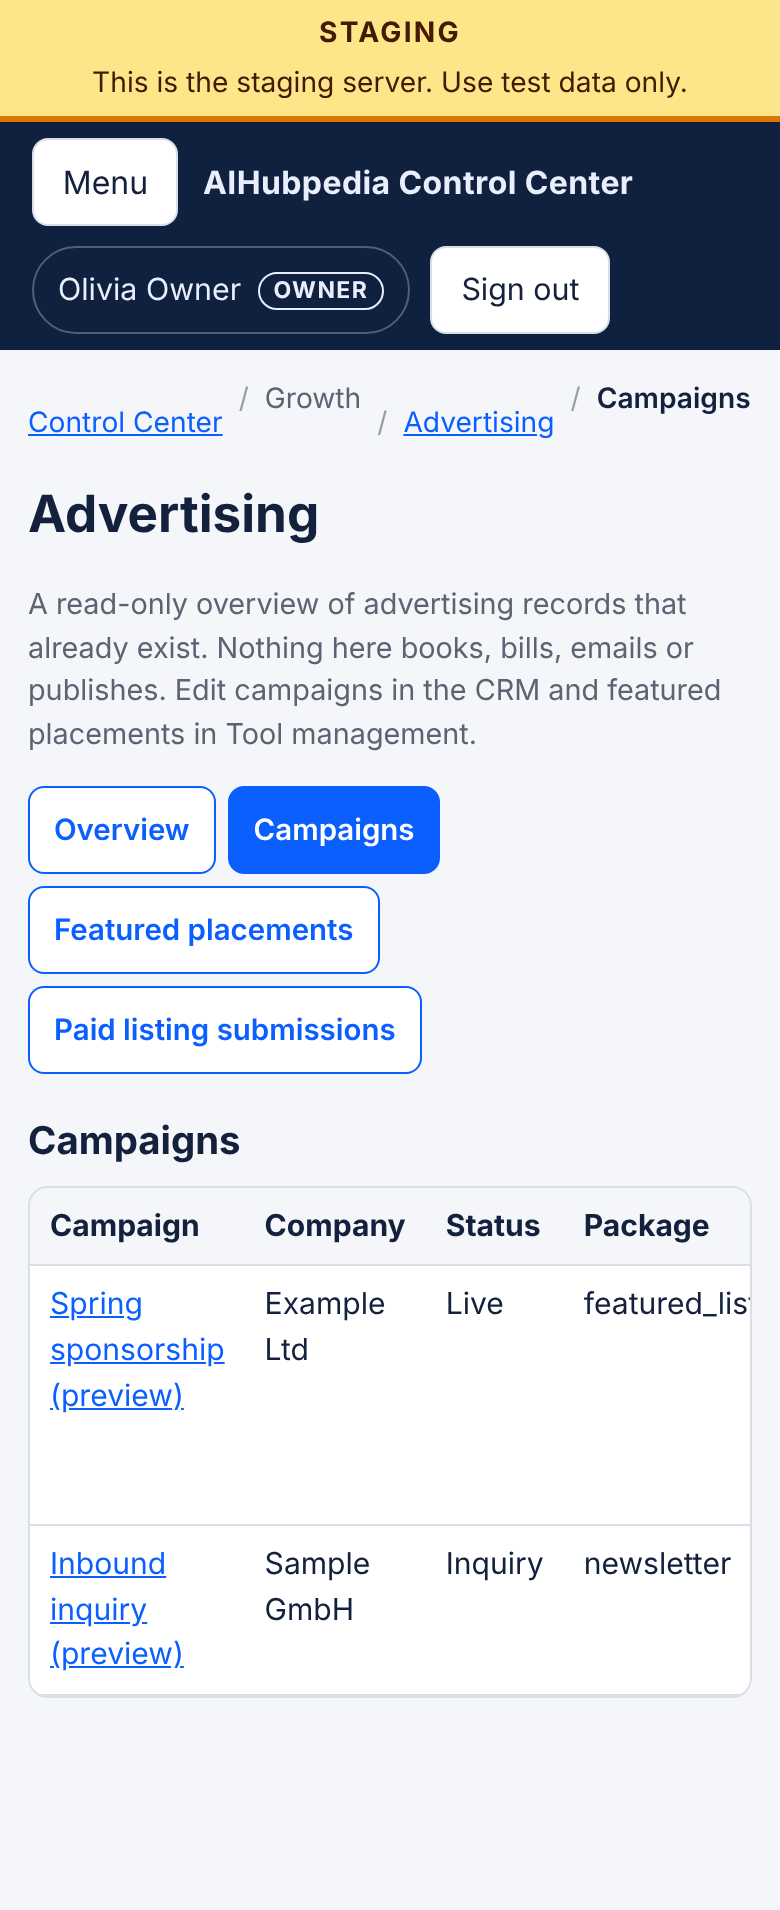 STAGING
This is the staging server. Use test data only.
Menu
AIHubpedia Control Center
Olivia Owner OWNER
Sign out
Control Center / Growth / Advertising / Campaigns
Advertising
A read-only overview of advertising records that
already exist. Nothing here books, bills, emails or
publishes. Edit campaigns in the CRM and featured
placements in Tool management.
Overview
Campaigns
Featured placements
Paid listing submissions
Campaigns
Campaign Company Status Package
Spring Example Live featured_list
sponsorship Ltd
(preview)
Inbound Sample Inquiry newsletter
inquiry GmbH
(preview)